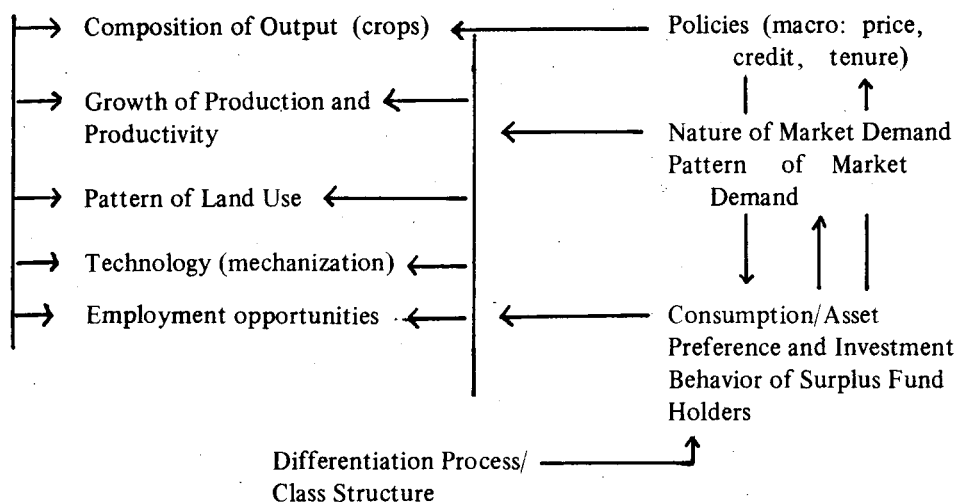 Composition of Output (crops)
Growth of Production and
Productivity
Pattern of Land Use
Technology (mechanization)
Employment opportunities
Policies (macro: price,
credit, tenure)
Nature of Market Demand
Pattern of Market
Demand
Consumption/Asset
Preference and Investment
Behavior of Surplus Fund
Holders
Differentiation Process/
Class Structure